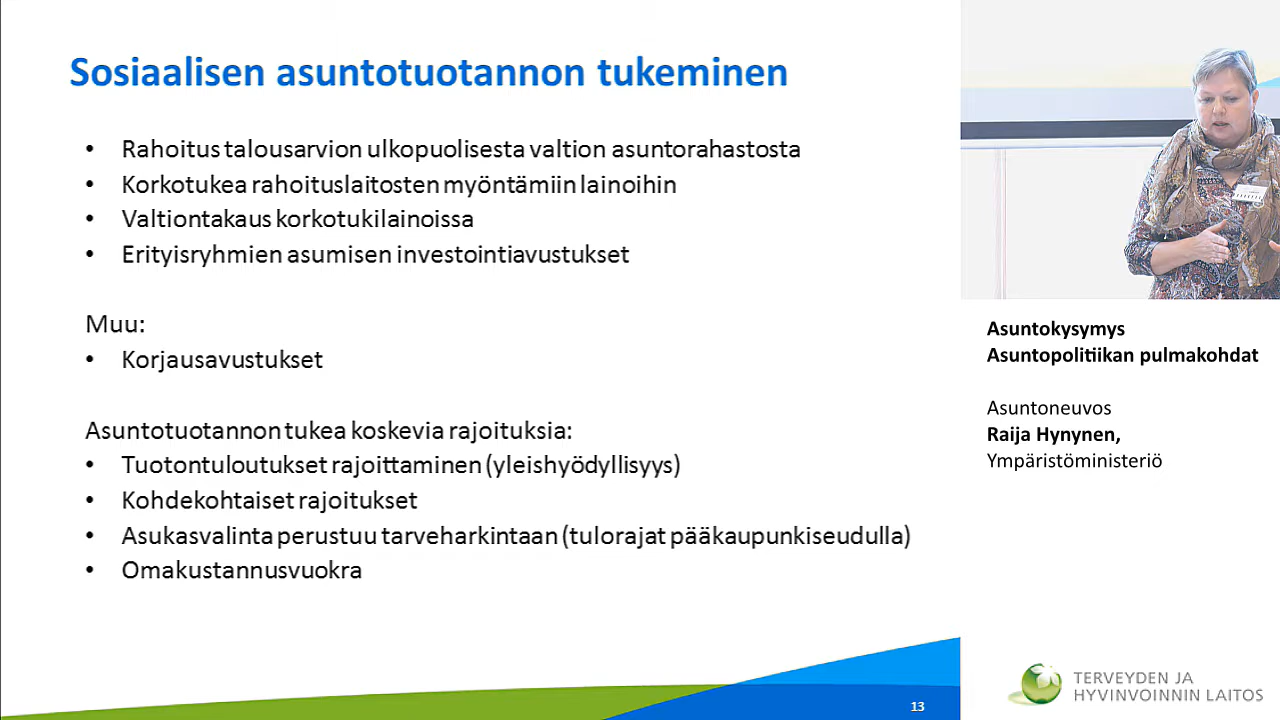 Sosiaalisen asuntotuotannon tukeminen
• Rahoitus talousarvion ulkopuolisesta valtion asuntorahastosta
• Korkotukea rahoituslaitosten myöntämiin lainoihin
• Valtiontakaus korkotukilainoissa
• Erityisryhmien asumisen investointiavustukset
Muu:
• Korjausavustukset
Asuntotuotannon tukea koskevia rajoituksia:
• Tuotontuloutukset rajoittaminen (yleishyödyllisyys)
• Kohdekohtaiset rajoitukset
• Asukasvalinta perustuu tarveharkintaan (tulorajat pääkaupunkiseudulla)
• Omakustannusvuokra
13
Asuntokysymys
Asuntopolitiikan pulmakohdat
Asuntoneuvos
Raija Hynynen,
Ympäristöministeriö
TERVEYDEN JA
HYVINVOINNIN LAITOS